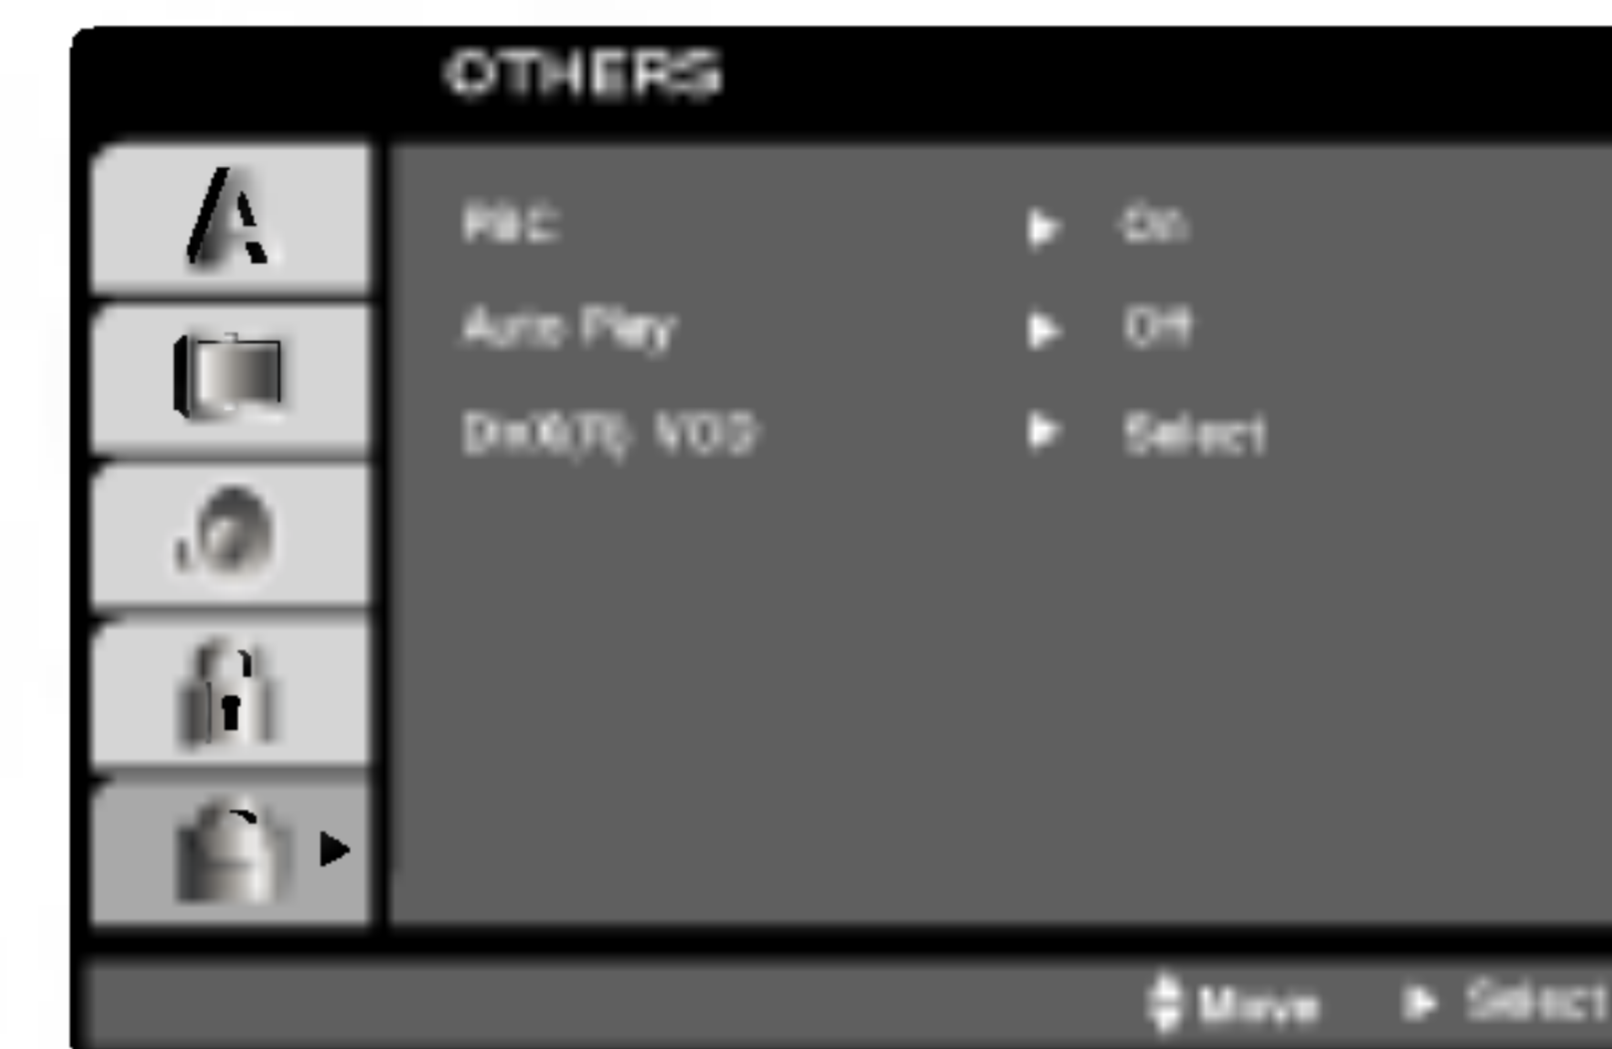 OTHERS
PBC ► On
Auto Play ► Off
DivX(R) VOD ► Select
Move ► Select